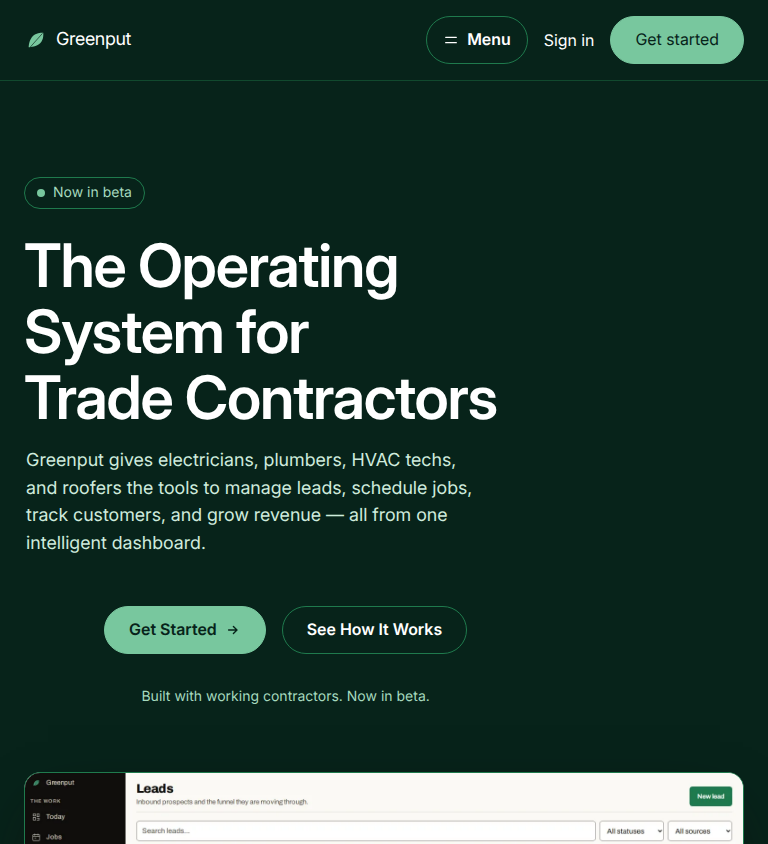 Greenput
Menu
Sign in
Get started
Now in beta
The Operating
System for
Trade Contractors
Greenput gives electricians, plumbers, HVAC techs,
and roofers the tools to manage leads, schedule jobs,
track customers, and grow revenue — all from one
intelligent dashboard.
Get Started →
See How It Works
Built with working contractors. Now in beta.
Greenput
THE WORK
Today
Jobs
Leads
Inbound prospects and the funnel they are moving through.
New lead
Search leads...
All statuses
All sources